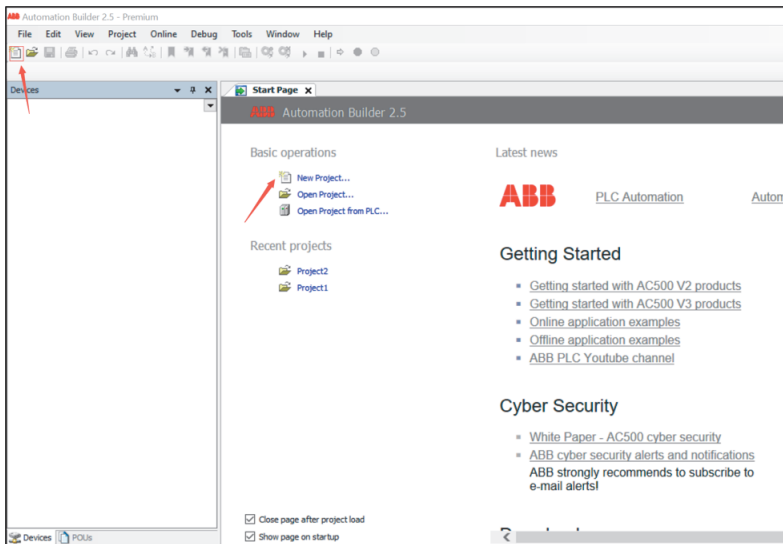 ABB Automation Builder 2.5 - Premium
File Edit View Project Online Debug Tools Window Help
Devices
Start Page
ABB Automation Builder 2.5
Basic operations
New Project...
Open Project...
Open Project from PLC...
Recent projects
Project2
Project1
Latest news
ABB PLC Automation Autom
Getting Started
Getting started with AC500 V2 products
Getting started with AC500 V3 products
Online application examples
Offline application examples
ABB PLC Youtube channel
Cyber Security
White Paper - AC500 cyber security
ABB cyber security alerts and notifications
ABB strongly recommends to subscribe to
e-mail alerts!
Close page after project load
Show page on startup
Devices POUs